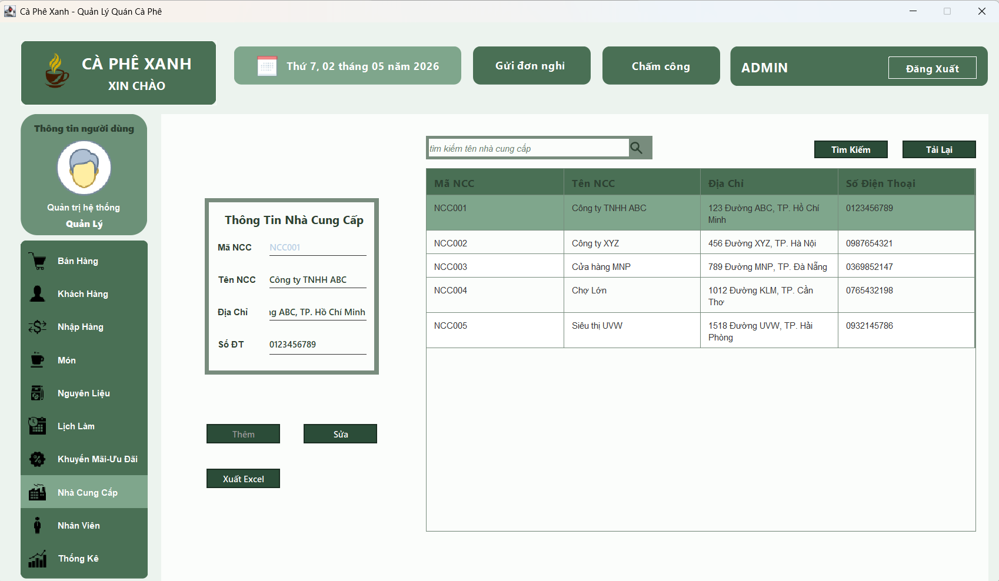 Cà Phê Xanh - Quản Lý Quán Cà Phê
CÀ PHÊ XANH
XIN CHÀO
Thứ 7, 02 tháng 05 năm 2026
Gửi đơn nghỉ
Chấm công
ADMIN
Đăng Xuất
Thông tin người dùng
Quản trị hệ thống
Quản Lý
Bán Hàng
Khách Hàng
Nhập Hàng
Món
Nguyên Liệu
Lịch Làm
Khuyến Mãi-Ưu Đãi
Nhà Cung Cấp
Nhân Viên
Thống Kê
Thông Tin Nhà Cung Cấp
Mã NCC NCC001
Tên NCC Công ty TNHH ABC
Địa Chỉ ng ABC, TP. Hồ Chí Minh
Số ĐT 0123456789
Thêm
Sửa
Xuất Excel
tìm kiếm tên nhà cung cấp
Tìm Kiếm
Tải Lại
Mã NCC Tên NCC Địa Chỉ Số Điện Thoại
NCC001 Công ty TNHH ABC 123 Đường ABC, TP. Hồ Chí 0123456789
Minh
NCC002 Công ty XYZ 456 Đường XYZ, TP. Hà Nội 0987654321
NCC003 Cửa hàng MNP 789 Đường MNP, TP. Đà Nẵng 0369852147
NCC004 Chợ Lớn 1012 Đường KLM, TP. Cần 0765432198
Thơ
NCC005 Siêu thị UVW 1518 Đường UVW, TP. Hải 0932145786
Phòng